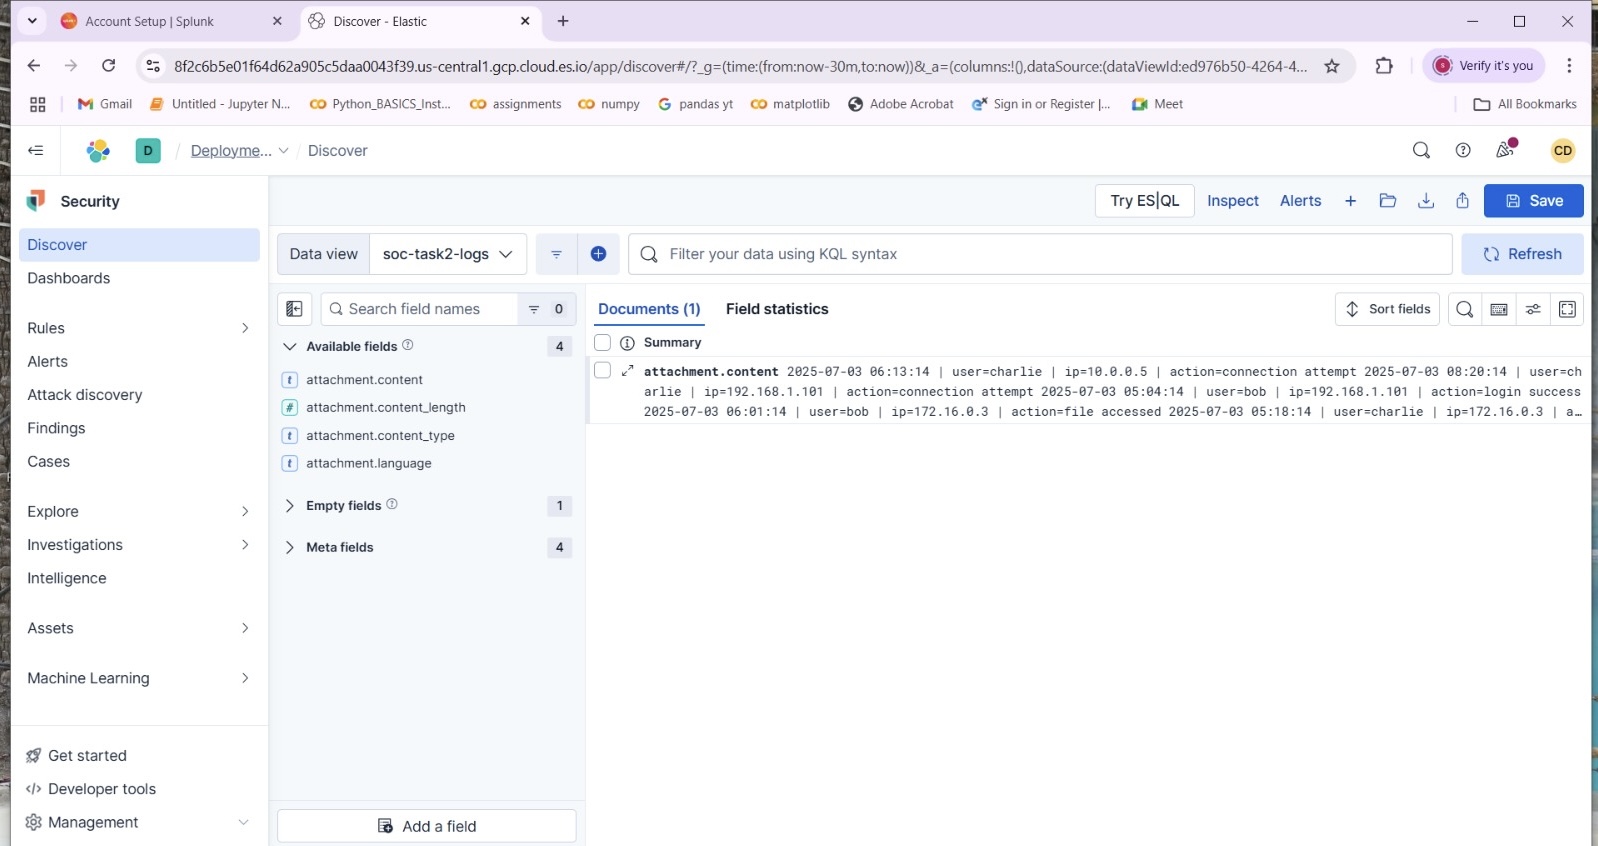 Account Setup | Splunk
Discover - Elastic
8f2c6b5e01f64d62a905c5daa0043f39.us-central1.gcp.cloud.es.io/app/discover#/?_g=(time:(from:now-30m,to:now))&_a=(columns:!(),dataSource:(dataViewId:ed976b50-4264-4...
Verify it's you
Gmail
Untitled - Jupyter N...
Python_BASICS_Inst...
assignments
numpy
pandas yt
matplotlib
Adobe Acrobat
Sign in or Register |...
Meet
All Bookmarks
D / Deployme... / Discover
CD
Security
Try ES|QL
Inspect
Alerts
Save
Discover
Dashboards
Rules
Alerts
Attack discovery
Findings
Cases
Explore
Investigations
Intelligence
Assets
Machine Learning
Get started
Developer tools
Management
Data view
soc-task2-logs
Filter your data using KQL syntax
Refresh
Search field names
0
Available fields
4
attachment.content
attachment.content_length
attachment.content_type
attachment.language
Empty fields
1
Meta fields
4
Add a field
Documents (1)
Field statistics
Sort fields
Summary
attachment.content 2025-07-03 06:13:14 | user=charlie | ip=10.0.0.5 | action=connection attempt 2025-07-03 08:20:14 | user=ch
arlie | ip=192.168.1.101 | action=connection attempt 2025-07-03 05:04:14 | user=bob | ip=192.168.1.101 | action=login success
2025-07-03 06:01:14 | user=bob | ip=172.16.0.3 | action=file accessed 2025-07-03 05:18:14 | user=charlie | ip=172.16.0.3 | a…